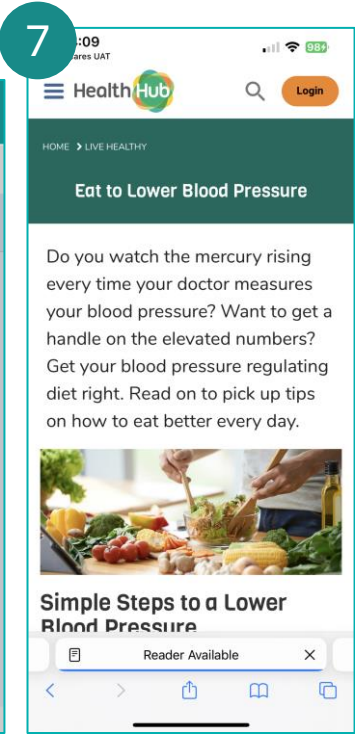 7
:09
ares UAT
98
HealthHub
Login
HOME > LIVE HEALTHY
Eat to Lower Blood Pressure
Do you watch the mercury rising
every time your doctor measures
your blood pressure? Want to get a
handle on the elevated numbers?
Get your blood pressure regulating
diet right. Read on to pick up tips
on how to eat better every day.
Simple Steps to a Lower
Blood Pressure
Reader Available